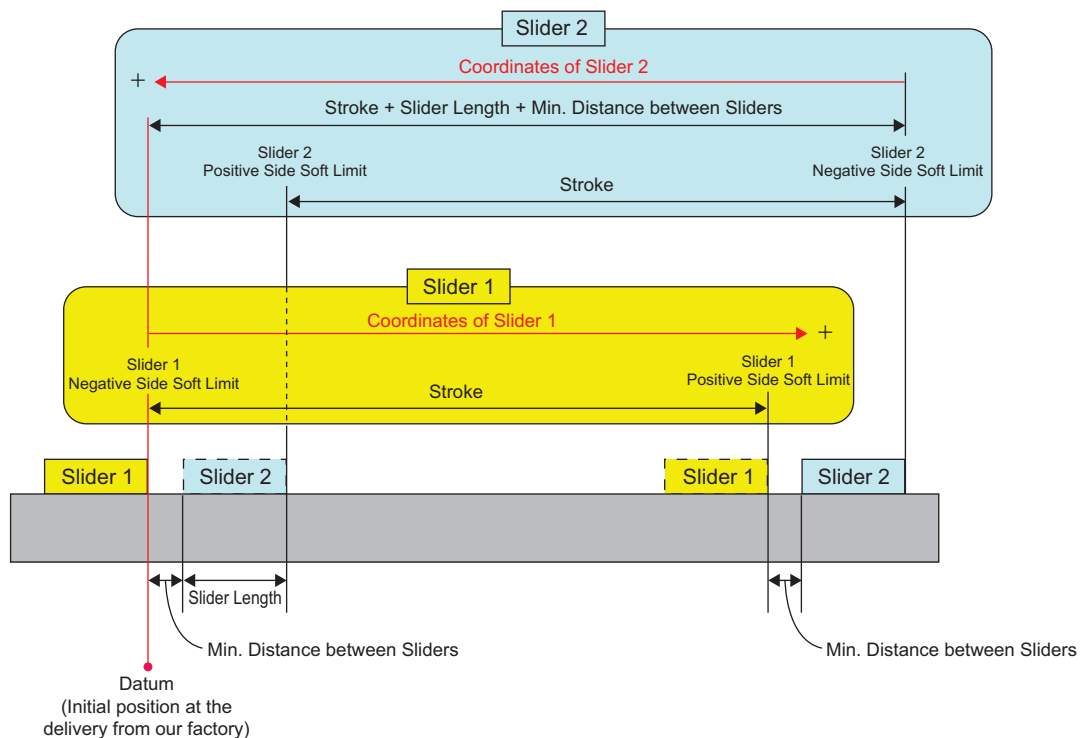 Slider 2
Coordinates of Slider 2
+
Stroke + Slider Length + Min. Distance between Sliders
Slider 2
Positive Side Soft Limit
Slider 2
Negative Side Soft Limit
Stroke
Slider 1
Coordinates of Slider 1
+
Slider 1
Negative Side Soft Limit
Slider 1
Positive Side Soft Limit
Stroke
Slider 1
Slider 2
Slider 1
Slider 2
Slider Length
Min. Distance between Sliders
Min. Distance between Sliders
Datum
(Initial position at the
delivery from our factory)